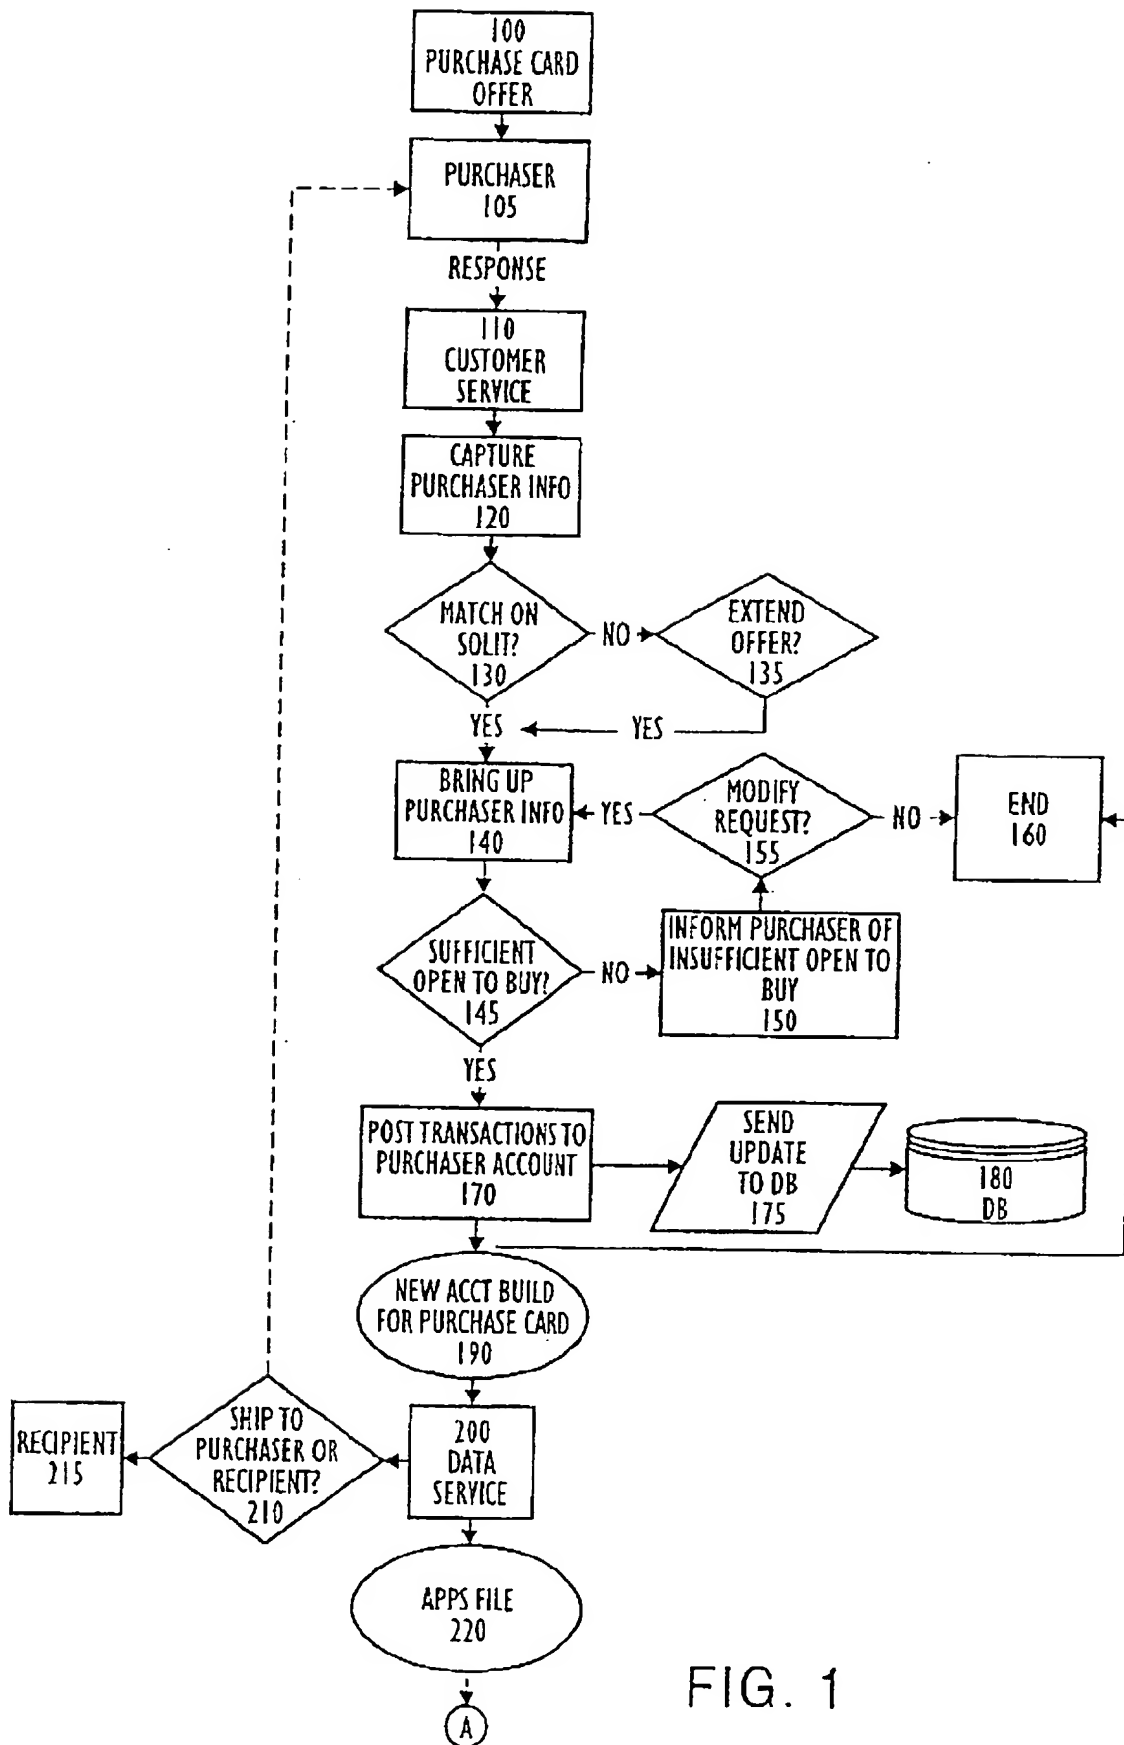 100
PURCHASE CARD
OFFER
PURCHASER
105
RESPONSE
110
CUSTOMER
SERVICE
CAPTURE
PURCHASER INFO
120
MATCH ON
SOLIT?
130
NO
EXTEND
OFFER?
135
YES
YES
BRING UP
PURCHASER INFO
140
YES
MODIFY
REQUEST?
155
NO
END
160
SUFFICIENT
OPEN TO BUY?
145
NO
INFORM PURCHASER OF
INSUFFICIENT OPEN TO
BUY
150
YES
POST TRANSACTIONS TO
PURCHASER ACCOUNT
170
SEND
UPDATE
TO DB
175
180
DB
NEW ACCT BUILD
FOR PURCHASE CARD
190
RECIPIENT
215
SHIP TO
PURCHASER OR
RECIPIENT?
210
200
DATA
SERVICE
APPS FILE
220
FIG. 1
A